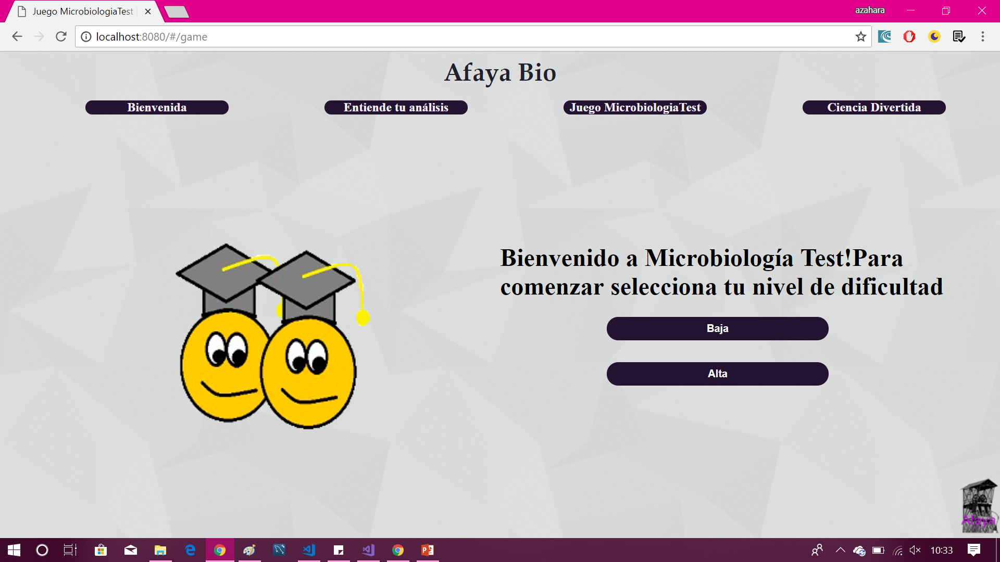 Juego MicrobiologiaTest
azahara
localhost:8080/#/game
Afaya Bio
Bienvenida
Entiende tu análisis
Juego MicrobiologiaTest
Ciencia Divertida
Bienvenido a Microbiología Test!Para
comenzar selecciona tu nivel de dificultad
Baja
Alta
Afaya
10:33